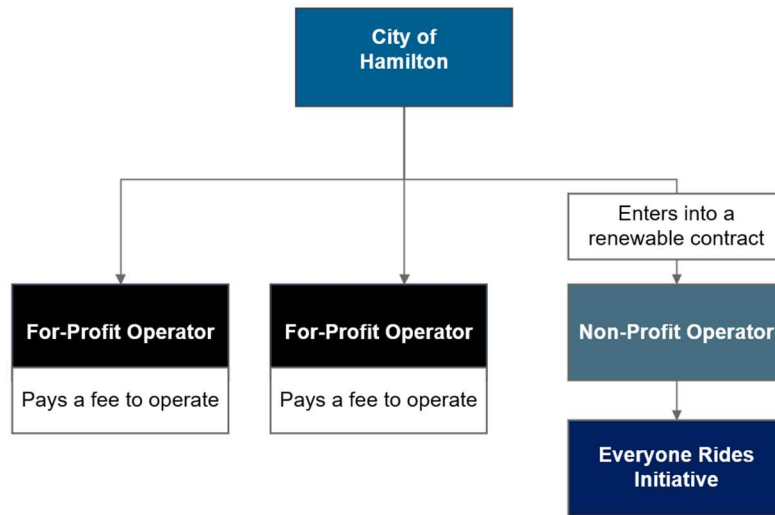 City of
Hamilton
Enters into a
renewable contract
For-Profit Operator
For-Profit Operator
Non-Profit Operator
Pays a fee to operate
Pays a fee to operate
Everyone Rides
Initiative